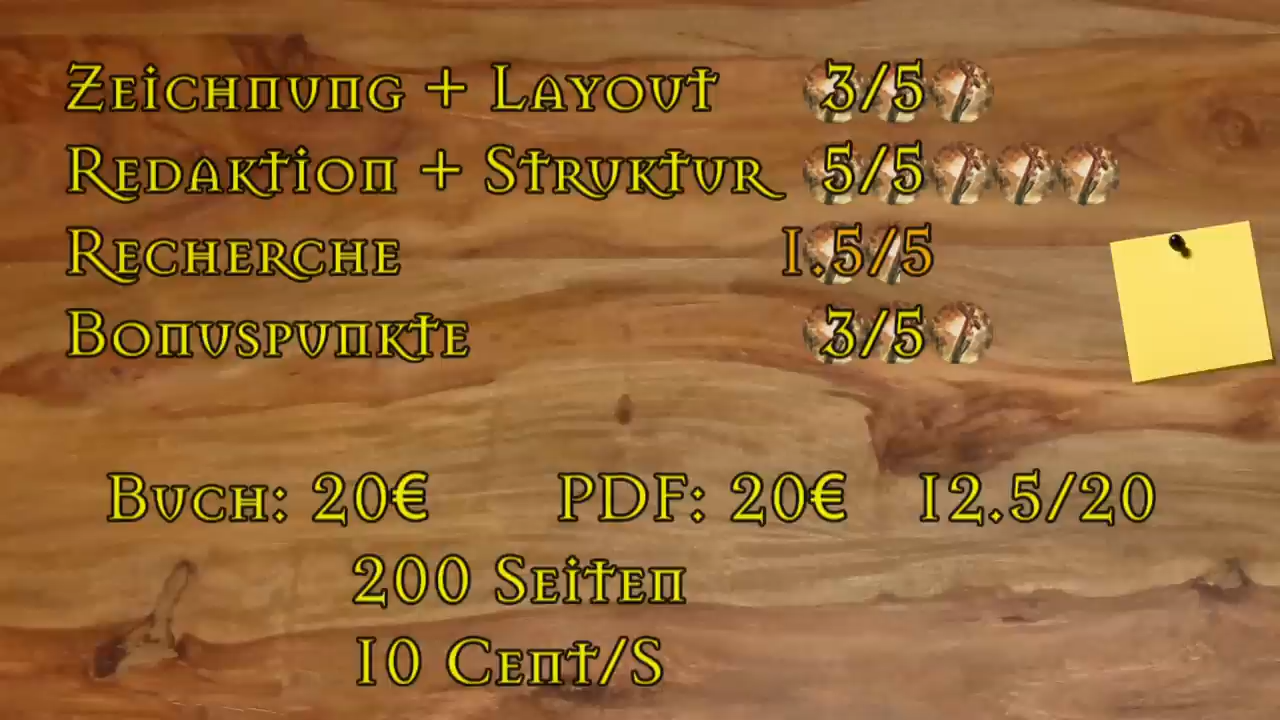 Zeichnung + Layout 3/5
Redaktion + Struktur 5/5
Recherche 1.5/5
Bonuspunkte 3/5
Buch: 20€ PDF: 20€ 12.5/20
200 Seiten
10 Cent/S